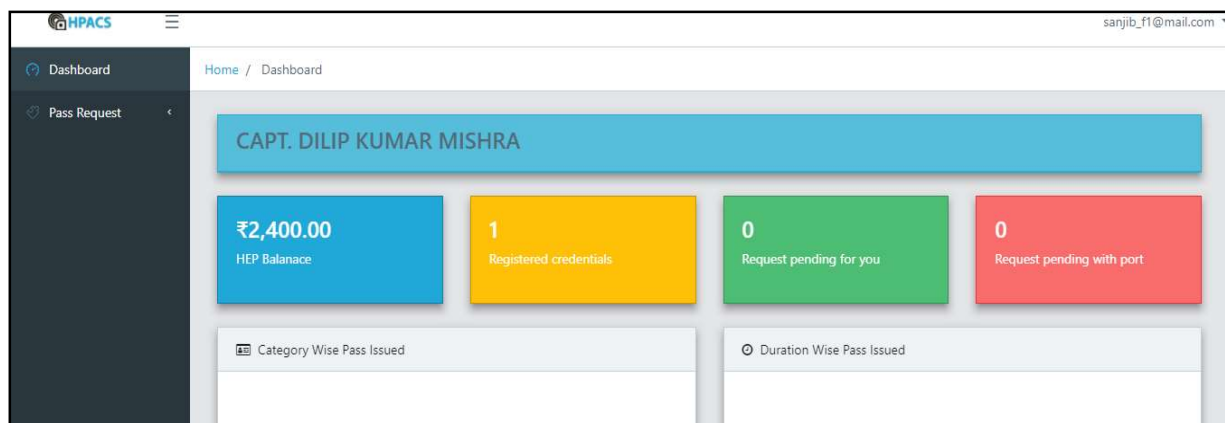 HPACS
sanjib_f1@mail.com
Dashboard
Home / Dashboard
Pass Request
CAPT. DILIP KUMAR MISHRA
₹2,400.00
HEP Balanace
1
Registered credentials
0
Request pending for you
0
Request pending with port
Category Wise Pass Issued
Duration Wise Pass Issued